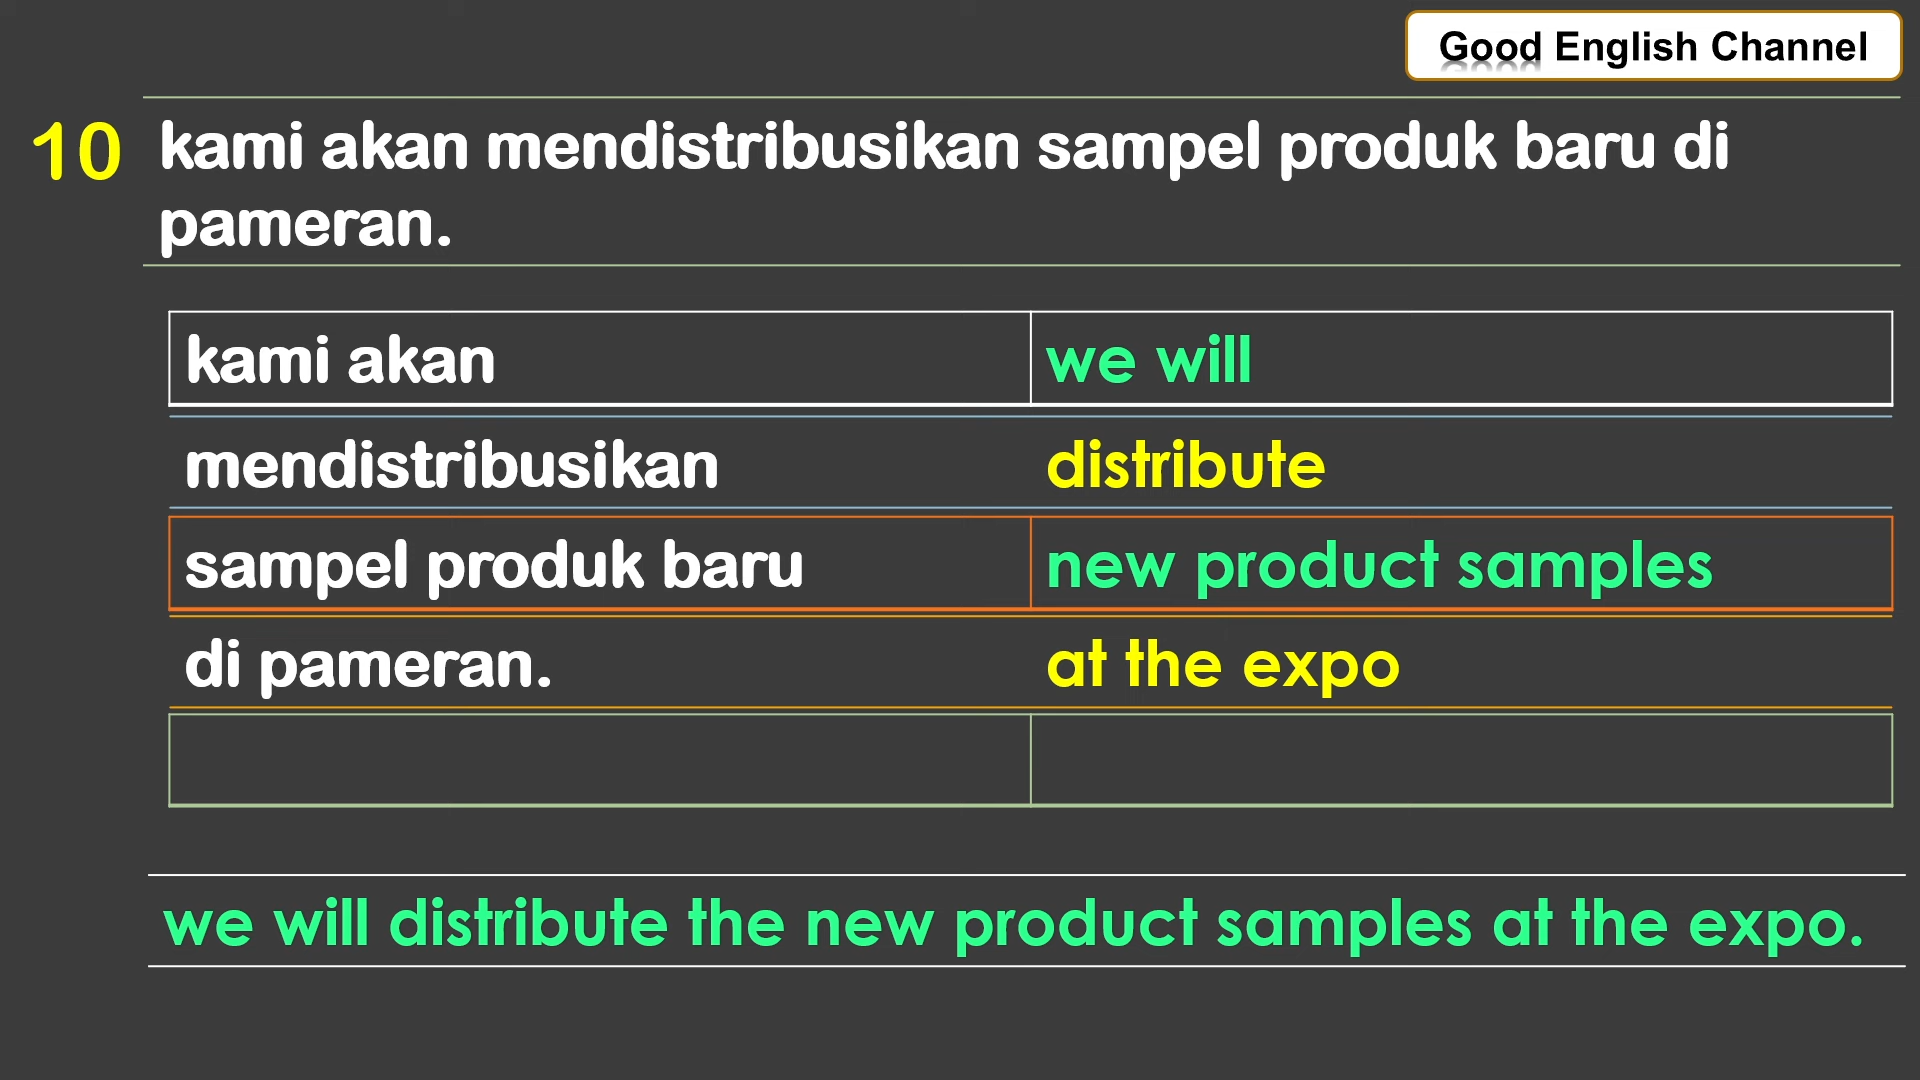 Good English Channel
10 kami akan mendistribusikan sampel produk baru di
pameran.
kami akan we will
mendistribusikan distribute
sampel produk baru new product samples
di pameran. at the expo
we will distribute the new product samples at the expo.